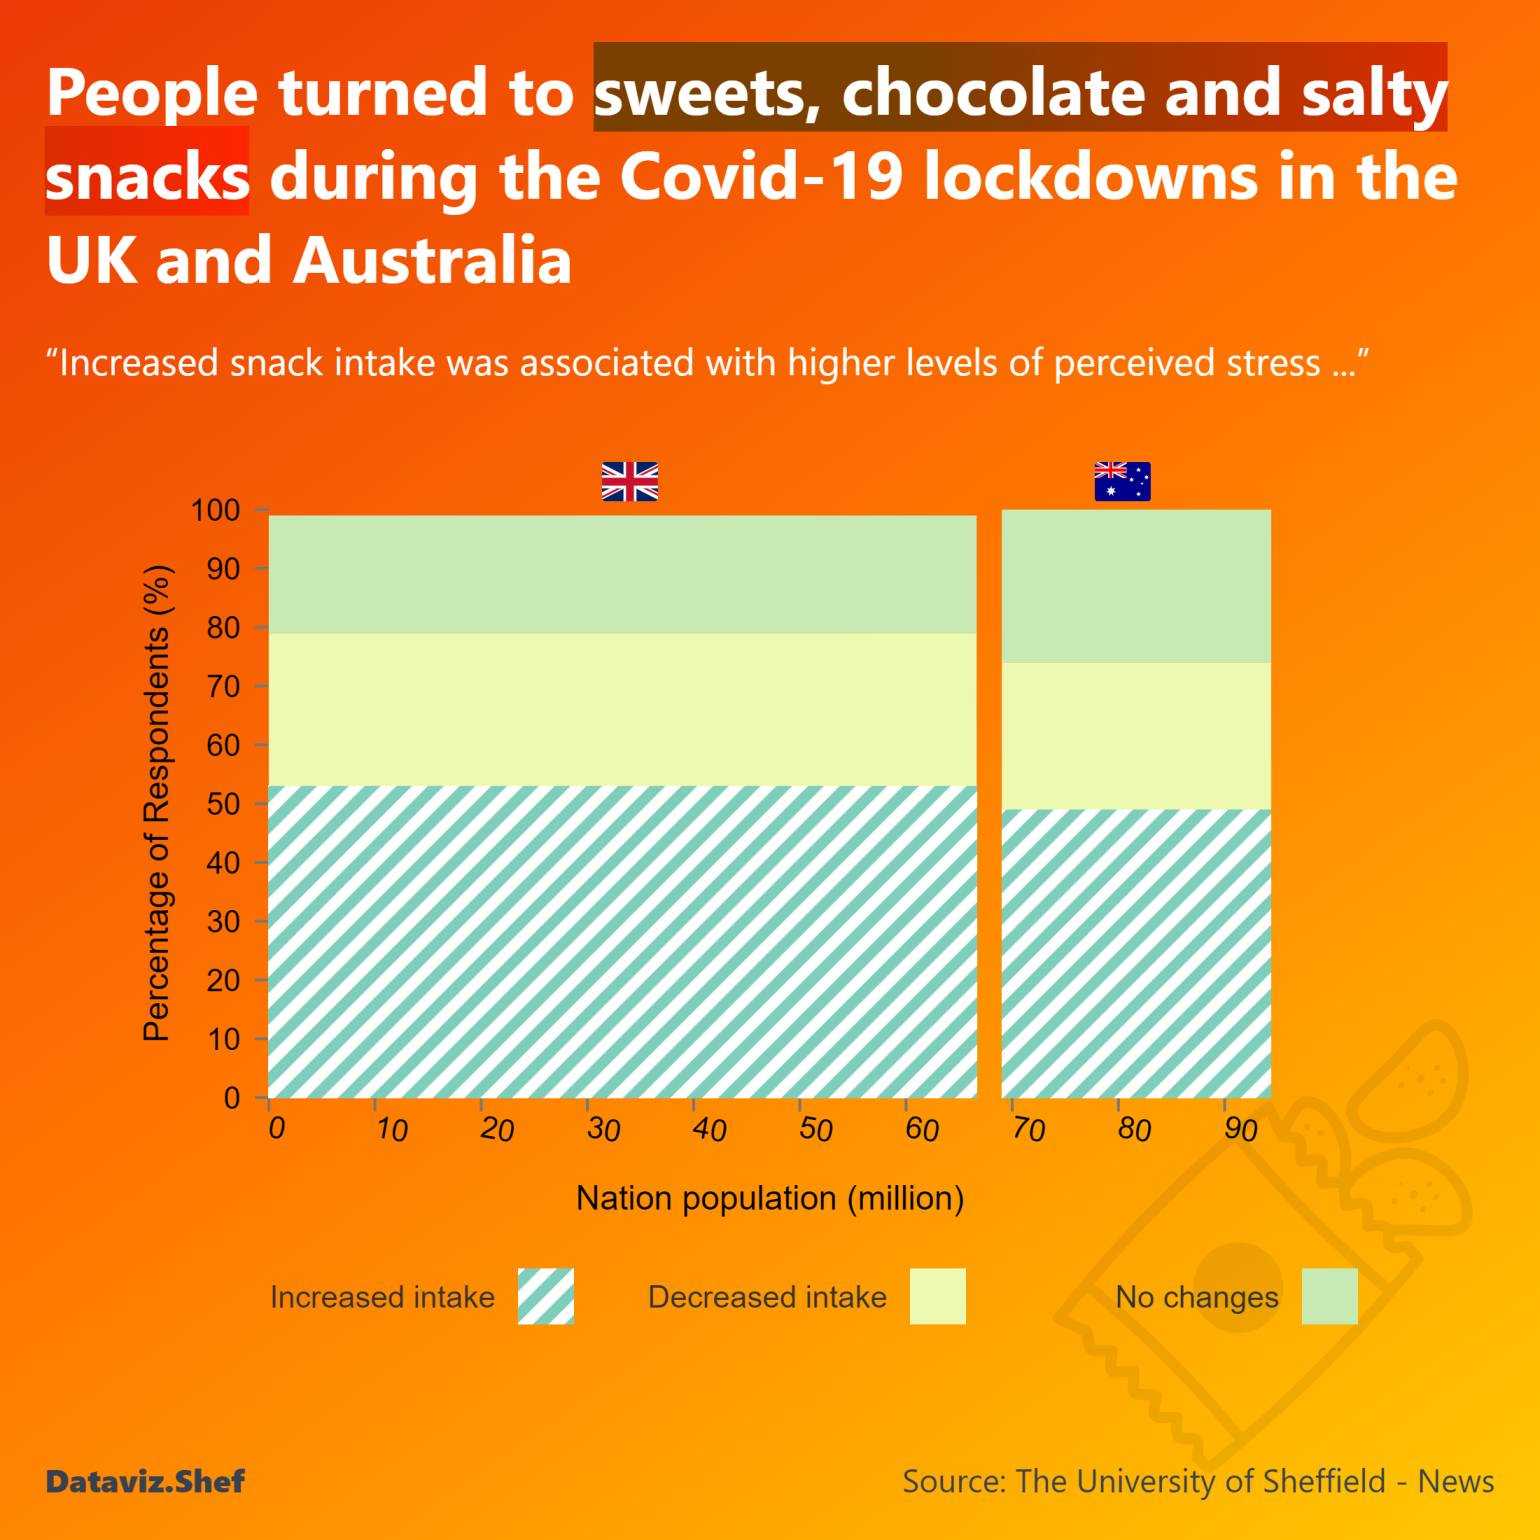 People turned to sweets, chocolate and salty
snacks during the Covid-19 lockdowns in the
UK and Australia
“Increased snack intake was associated with higher levels of perceived stress ...”
100
90
80
70
60
50
40
30
20
10
0
Percentage of Respondents (%)
0 10 20 30 40 50 60 70 80 90
Nation population (million)
Increased intake Decreased intake No changes
Dataviz.Shef Source: The University of Sheffield - News